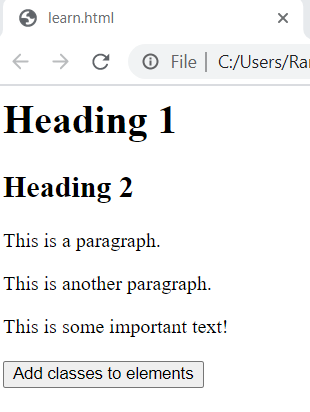 learn.html
File | C:/Users/Rar
Heading 1
Heading 2
This is a paragraph.
This is another paragraph.
This is some important text!
Add classes to elements